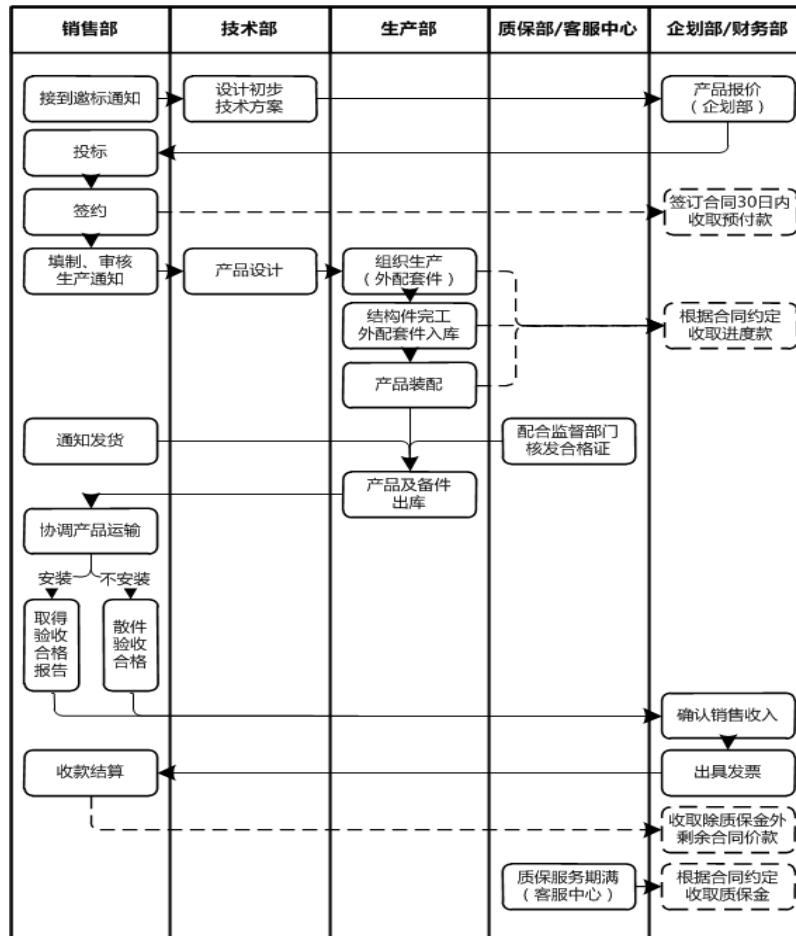 销售部
技术部
生产部
质保部/客服中心
企划部/财务部
接到邀标通知
设计初步
技术方案
产品报价
（企划部）
投标
签约
签订合同30日内
收取预付款
填制、审核
生产通知
产品设计
组织生产
（外配套件）
结构件完工
外配套件入库
根据合同约定
收取进度款
产品装配
通知发货
配合监督部门
核发合格证
产品及备件
出库
协调产品运输
安装
不安装
取得
验收
合格
报告
散件
验收
合格
确认销售收入
收款结算
出具发票
收取除质保金外
剩余合同价款
质保服务期满
（客服中心）
根据合同约定
收取质保金